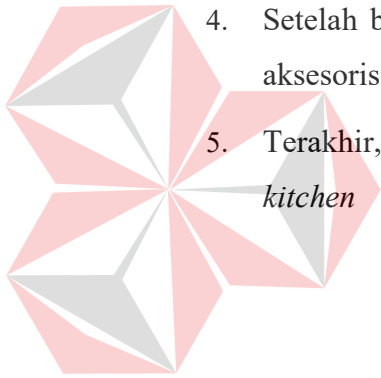 4. Setelah b
aksesoris
5. Terakhir,
kitchen